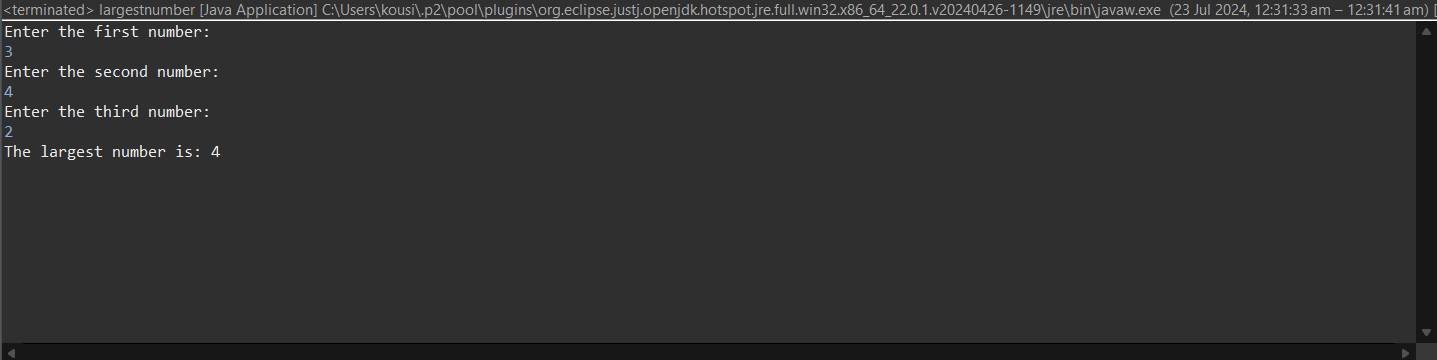 <terminated> largestnumber [Java Application] C:\Users\kousi\.p2\pool\plugins\org.eclipse.justj.openjdk.hotspot.jre.full.win32.x86_64_22.0.1.v20240426-1149\jre\bin\javaw.exe (23 Jul 2024, 12:31:33 am – 12:31:41 am) [
Enter the first number:
3
Enter the second number:
4
Enter the third number:
2
The largest number is: 4